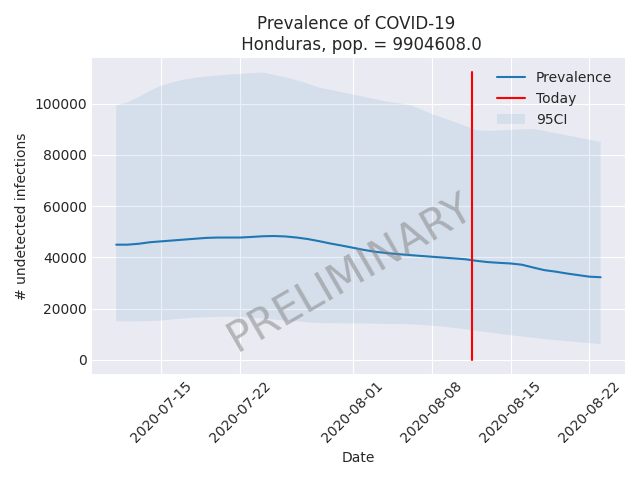 Prevalence of COVID-19
Honduras, pop. = 9904608.0
Prevalence
Today
95CI
# undetected infections
100000
80000
60000
40000
20000
0
PRELIMINARY
2020-07-15
2020-07-22
2020-08-01
2020-08-08
2020-08-15
2020-08-22
Date